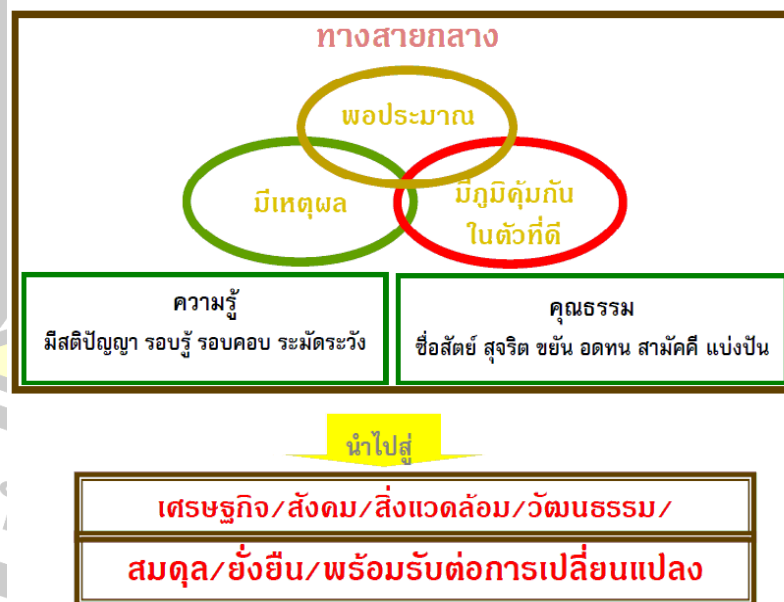 ทางสายกลาง
พอประมาณ
มีเหตุผล
มีภูมิคุ้มกัน
ในตัวที่ดี
ความรู้
มีสติปัญญา รอบรู้ รอบคอบ ระมัดระวัง
คุณธรรม
ซื่อสัตย์ สุจริต ขยัน อดทน สามัคคี แบ่งปัน
นำไปสู่
เศรษฐกิจ/สังคม/สิ่งแวดล้อม/วัฒนธรรม/
สมดุล/ยั่งยืน/พร้อมรับต่อการเปลี่ยนแปลง